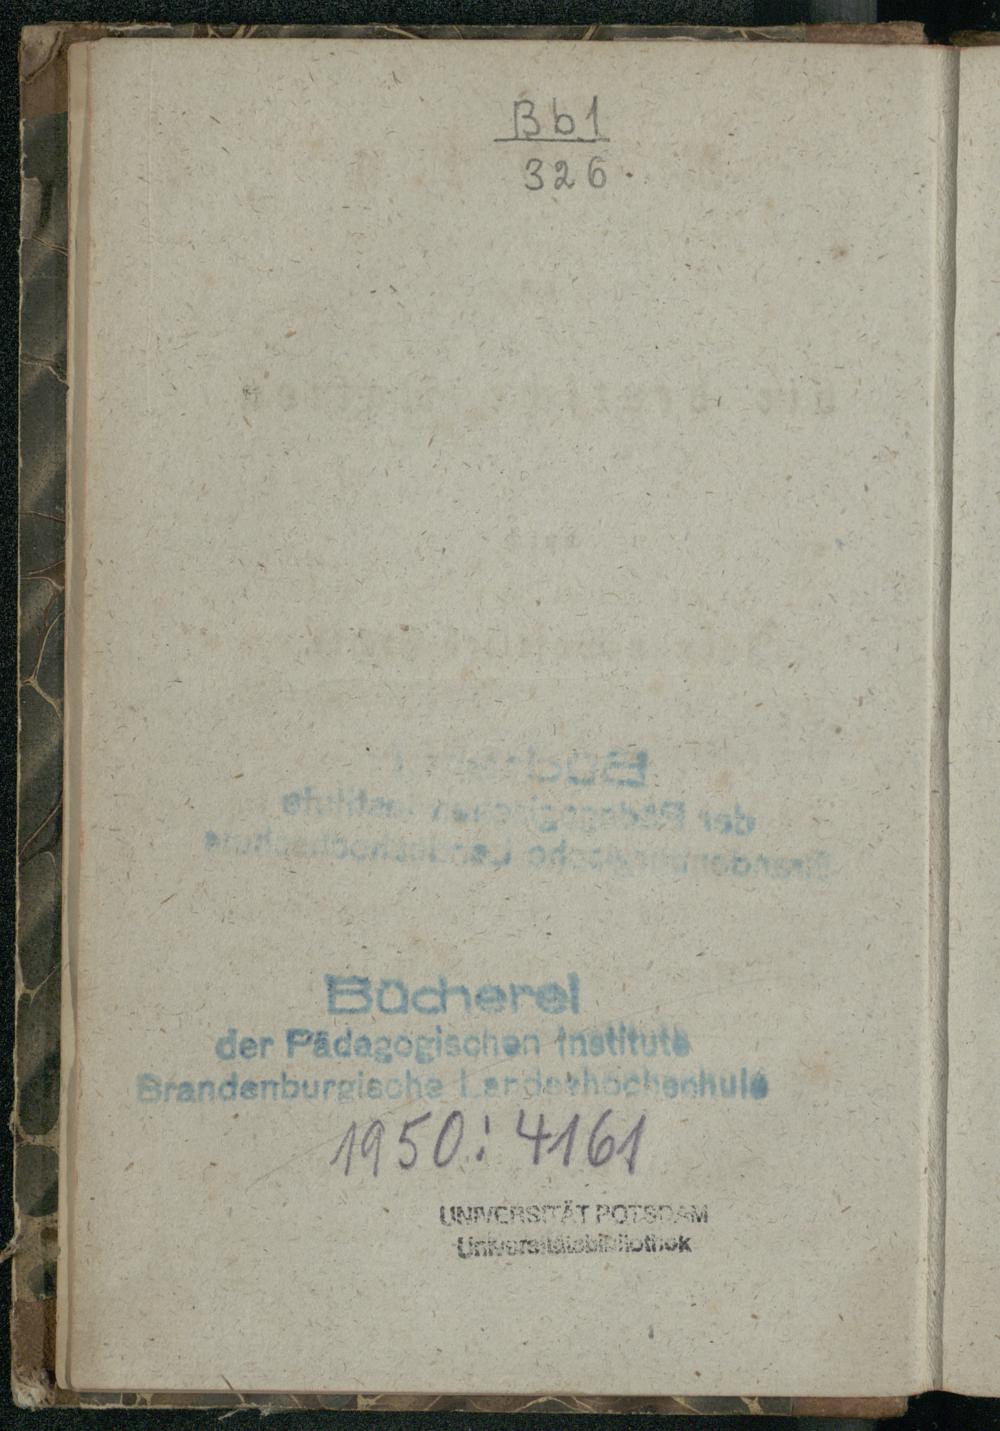 Bb1
326.
Bücherei
der Pädagogischen Institute
Brandenburgische Landeshochschule
1950: 4161
UNIVERSITÄT POTSDAM
Universitätsbibliothek